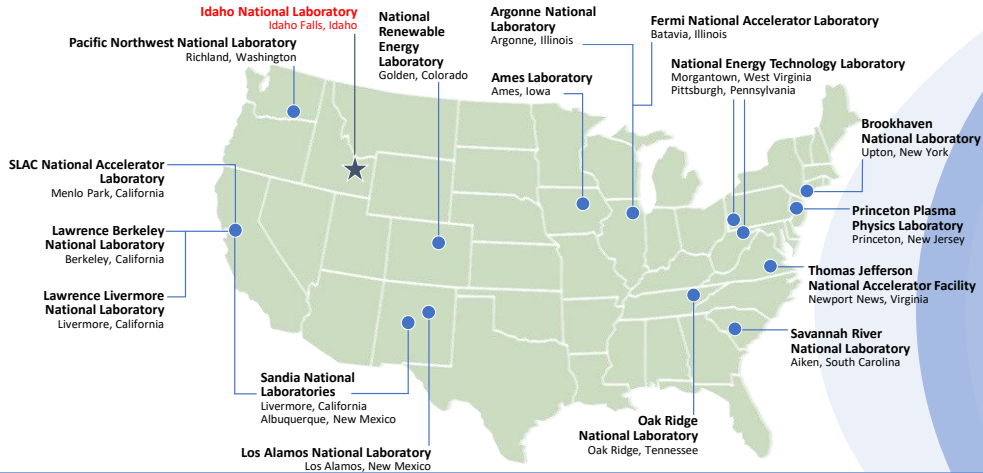 Idaho National Laboratory
Idaho Falls, Idaho
Pacific Northwest National Laboratory
Richland, Washington
National
Renewable
Energy
Laboratory
Golden, Colorado
Argonne National
Laboratory
Argonne, Illinois
Fermi National Accelerator Laboratory
Batavia, Illinois
Ames Laboratory
Ames, Iowa
National Energy Technology Laboratory
Morgantown, West Virginia
Pittsburgh, Pennsylvania
Brookhaven
National Laboratory
Upton, New York
SLAC National Accelerator
Laboratory
Menlo Park, California
Princeton Plasma
Physics Laboratory
Princeton, New Jersey
Lawrence Berkeley
National Laboratory
Berkeley, California
Thomas Jefferson
National Accelerator Facility
Newport News, Virginia
Lawrence Livermore
National Laboratory
Livermore, California
Savannah River
National Laboratory
Aiken, South Carolina
Sandia National
Laboratories
Livermore, California
Albuquerque, New Mexico
Oak Ridge
National Laboratory
Oak Ridge, Tennessee
Los Alamos National Laboratory
Los Alamos, New Mexico